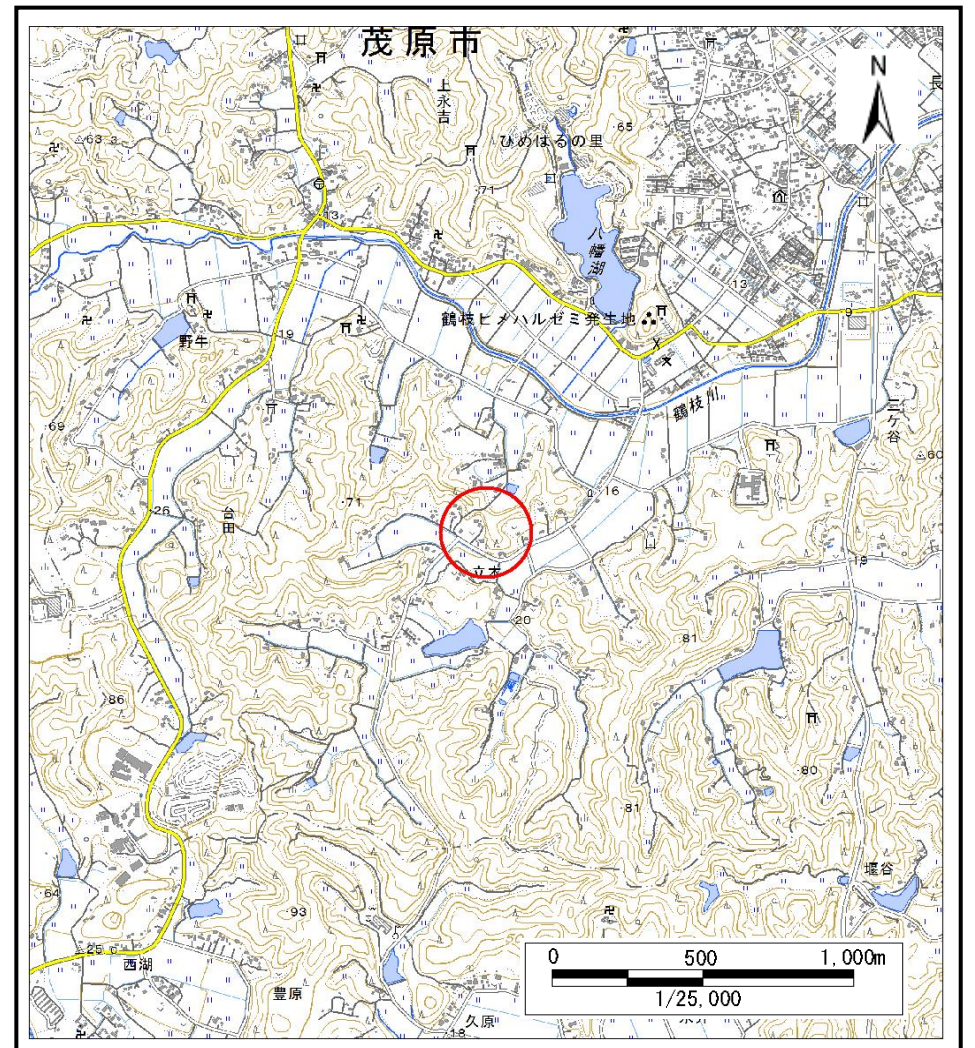 茂原市
N
長
上永吉
63
65
ひめはるの里
71
13
八幡湖
13
鶴枝ヒメハルゼミ発生地
9
野牛
19
鶴枝川
三ケ谷
69
60
71
16
台田
26
立木
19
20
81
86
80
81
堰谷
64
93
25
西湖
豊原
久原
18
0 500 1,000m
1/25,000